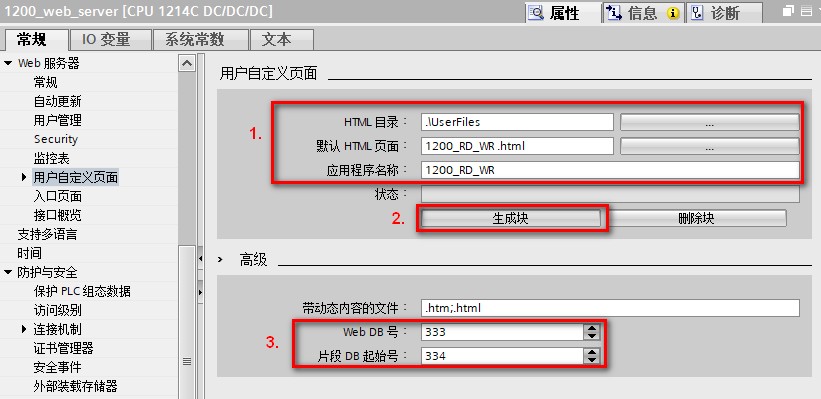 1200_web_server [CPU 1214C DC/DC/DC]
属性 信息 诊断
常规 IO 变量 系统常数 文本
Web 服务器
常规
自动更新
用户管理
Security
监控表
用户自定义页面
入口页面
接口概览
支持多语言
时间
防护与安全
保护 PLC 组态数据
访问级别
连接机制
证书管理器
安全事件
外部装载存储器
用户自定义页面
1.
HTML 目录： .\UserFiles ...
默认 HTML 页面： 1200_RD_WR.html ...
应用程序名称： 1200_RD_WR
状态：
2. 生成块 删除块
高级
带动态内容的文件： .htm;.html
3.
Web DB 号： 333
片段 DB 起始号： 334